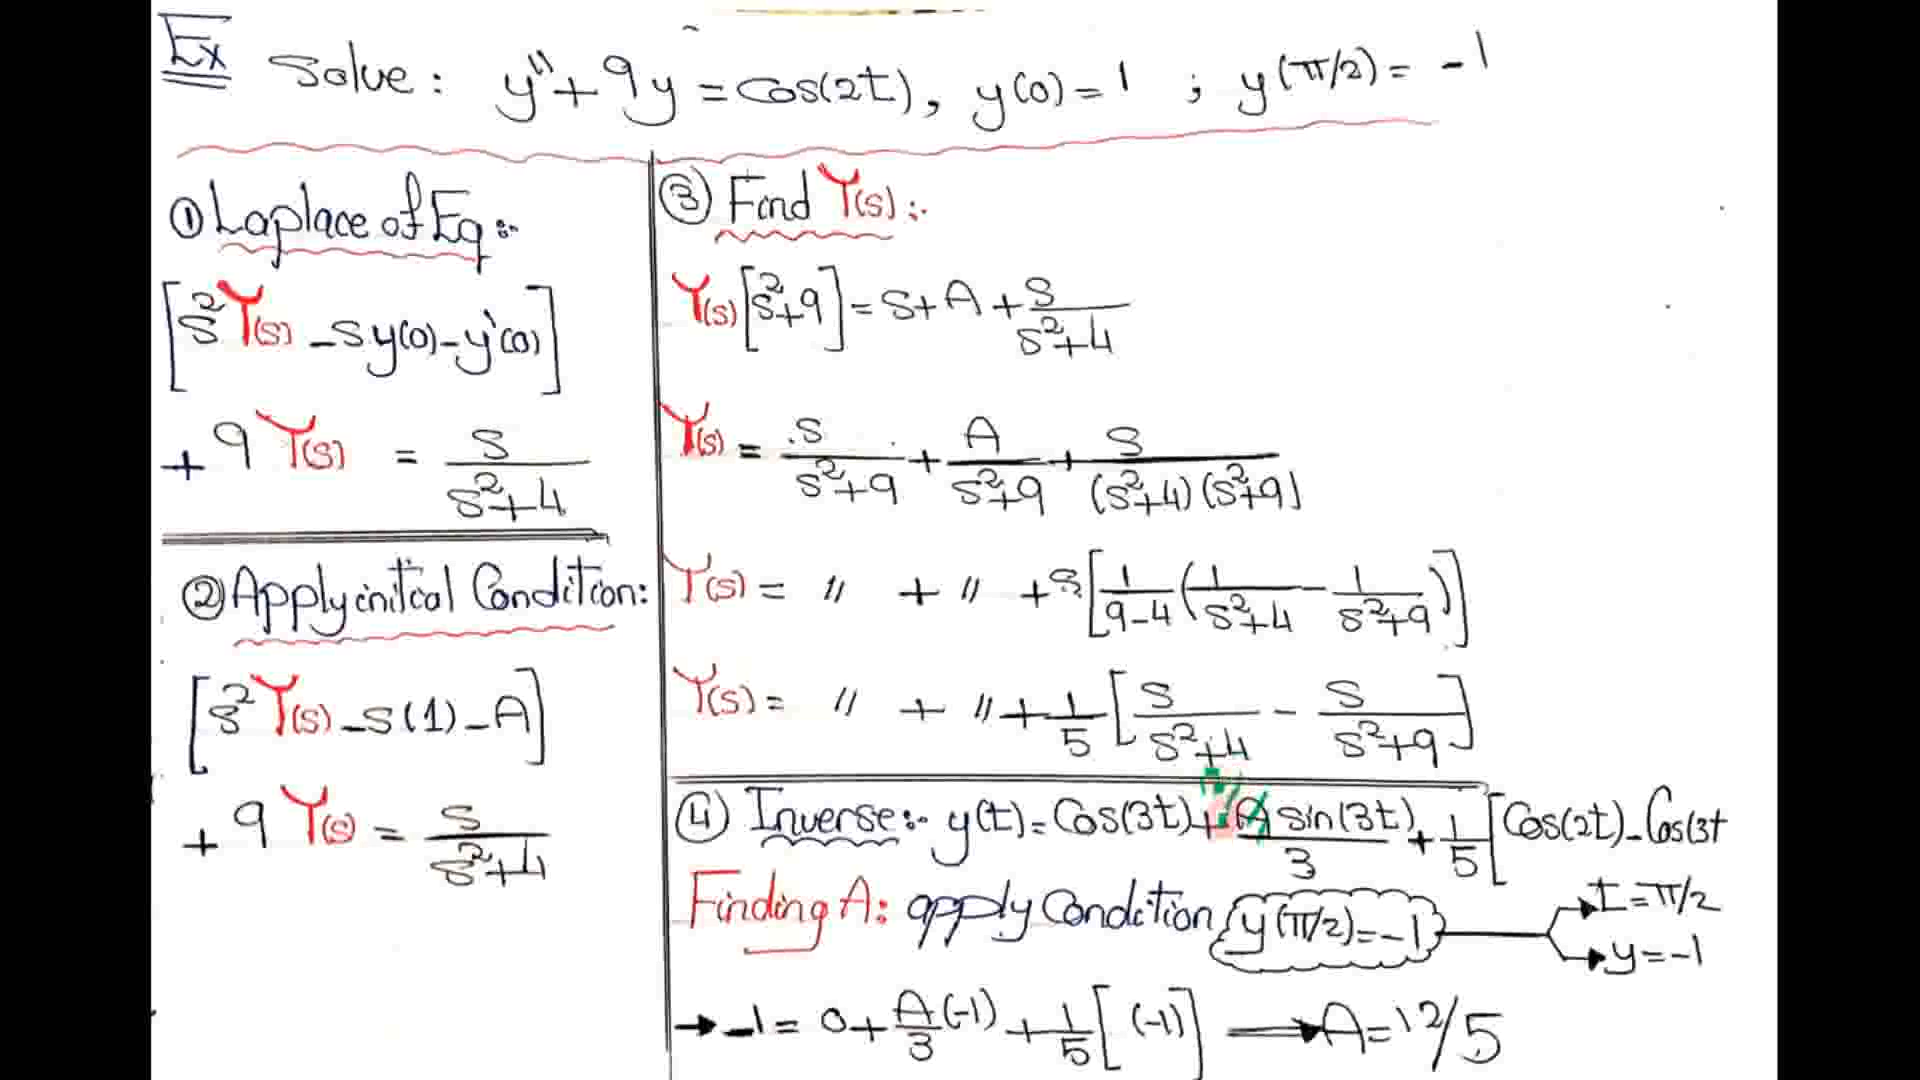 Ex Solve: y''+9y=Cos(2t), y(0)=1 ; y(π/2)=-1
① Laplace of Eq:-
[s²Y(s)-sy(0)-y'(0)]
+9Y(s) = s/(s²+4)
② Apply initial Condition:
[s²Y(s)-s(1)-A]
+9Y(s) = s/(s²+4)
③ Find Y(s):-
Y(s)[s²+9]=s+A+s/(s²+4)
Y(s) = s/(s²+9) + A/(s²+9) + s/((s²+4)(s²+9))
Y(s) = 〃 + 〃 + s[1/(9-4)(1/(s²+4) - 1/(s²+9))]
Y(s) = 〃 + 〃 + 1/5[s/(s²+4) - s/(s²+9)]
④ Inverse:- y(t)=Cos(3t)+A sin(3t)/3+1/5[Cos(2t)-Cos(3t
Finding A: apply Condition y(π/2)=-1 → t=π/2
→ y=-1
→ -1 = 0+A/3(-1)+1/5[(-1)] ⟹ A=12/5